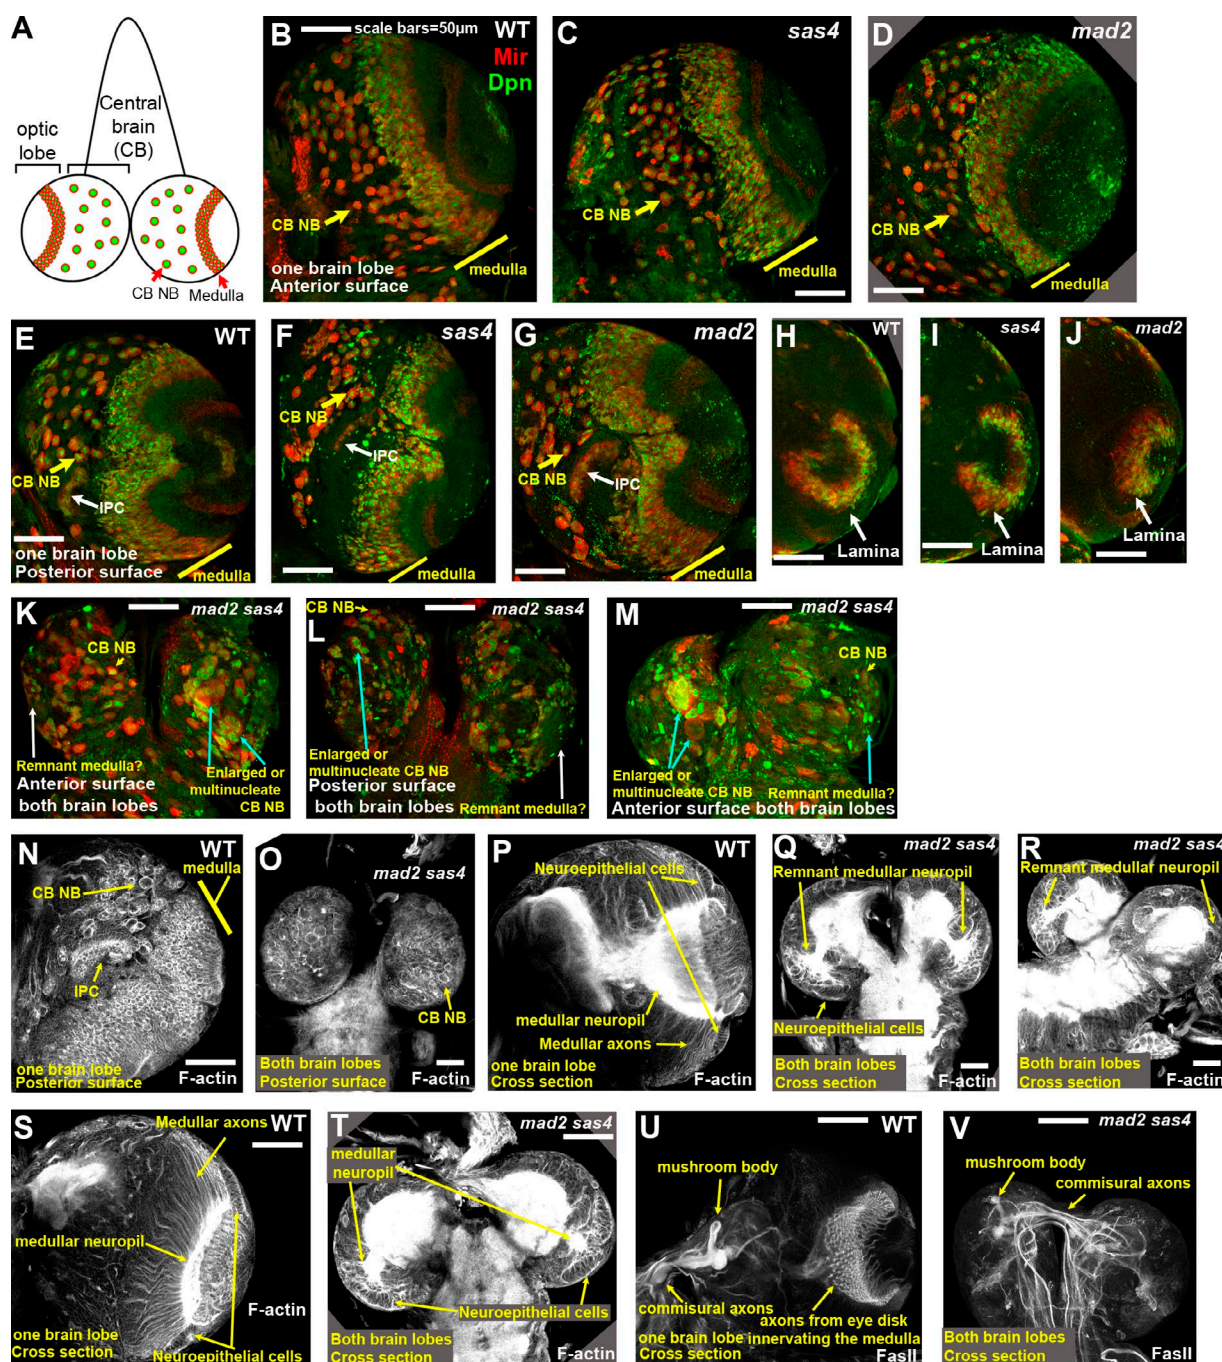 A
Central
brain
(CB)
optic
lobe
CB NB
Medulla
B
scale bars=50µm
WT
Mir
Dpn
CB NB
medulla
one brain lobe
Anterior surface
C
sas4
CB NB
medulla
D
mad2
CB NB
medulla
E
WT
CB NB
IPC
one brain lobe
Posterior surface
medulla
F
sas4
CB NB
IPC
medulla
G
mad2
CB NB
IPC
medulla
H
WT
Lamina
I
sas4
Lamina
J
mad2
Lamina
K
mad2 sas4
CB NB
Remnant medulla?
Anterior surface
both brain lobes
Enlarged or
multinucleate
CB NB
L
CB NB
mad2 sas4
Enlarged or
multinucleate CB NB
Posterior surface
both brain lobes
Remnant medulla?
M
mad2 sas4
CB NB
Enlarged or
multinucleate CB NB
Remnant medulla?
Anterior surface both brain lobes
N
WT
medulla
CB NB
IPC
one brain lobe
Posterior surface
F-actin
O
mad2 sas4
CB NB
Both brain lobes
Posterior surface
F-actin
P
WT
Neuroepithelial cells
medullar neuropil
Medullar axons
one brain lobe
Cross section
F-actin
Q
mad2 sas4
Remnant medullar neuropil
Neuroepithelial cells
Both brain lobes
Cross section
F-actin
R
mad2 sas4
Remnant medullar neuropil
Both brain lobes
Cross section
F-actin
S
WT
Medullar axons
medullar neuropil
F-actin
one brain lobe
Cross section
Neuroepithelial cells
T
mad2 sas4
medullar
neuropil
Neuroepithelial cells
Both brain lobes
Cross section
F-actin
U
WT
mushroom body
commisural axons
axons from eye disk
innervating the medulla
one brain lobe
Cross section
FasII
V
mad2 sas4
mushroom body
commisural axons
Both brain lobes
Cross section
FasII